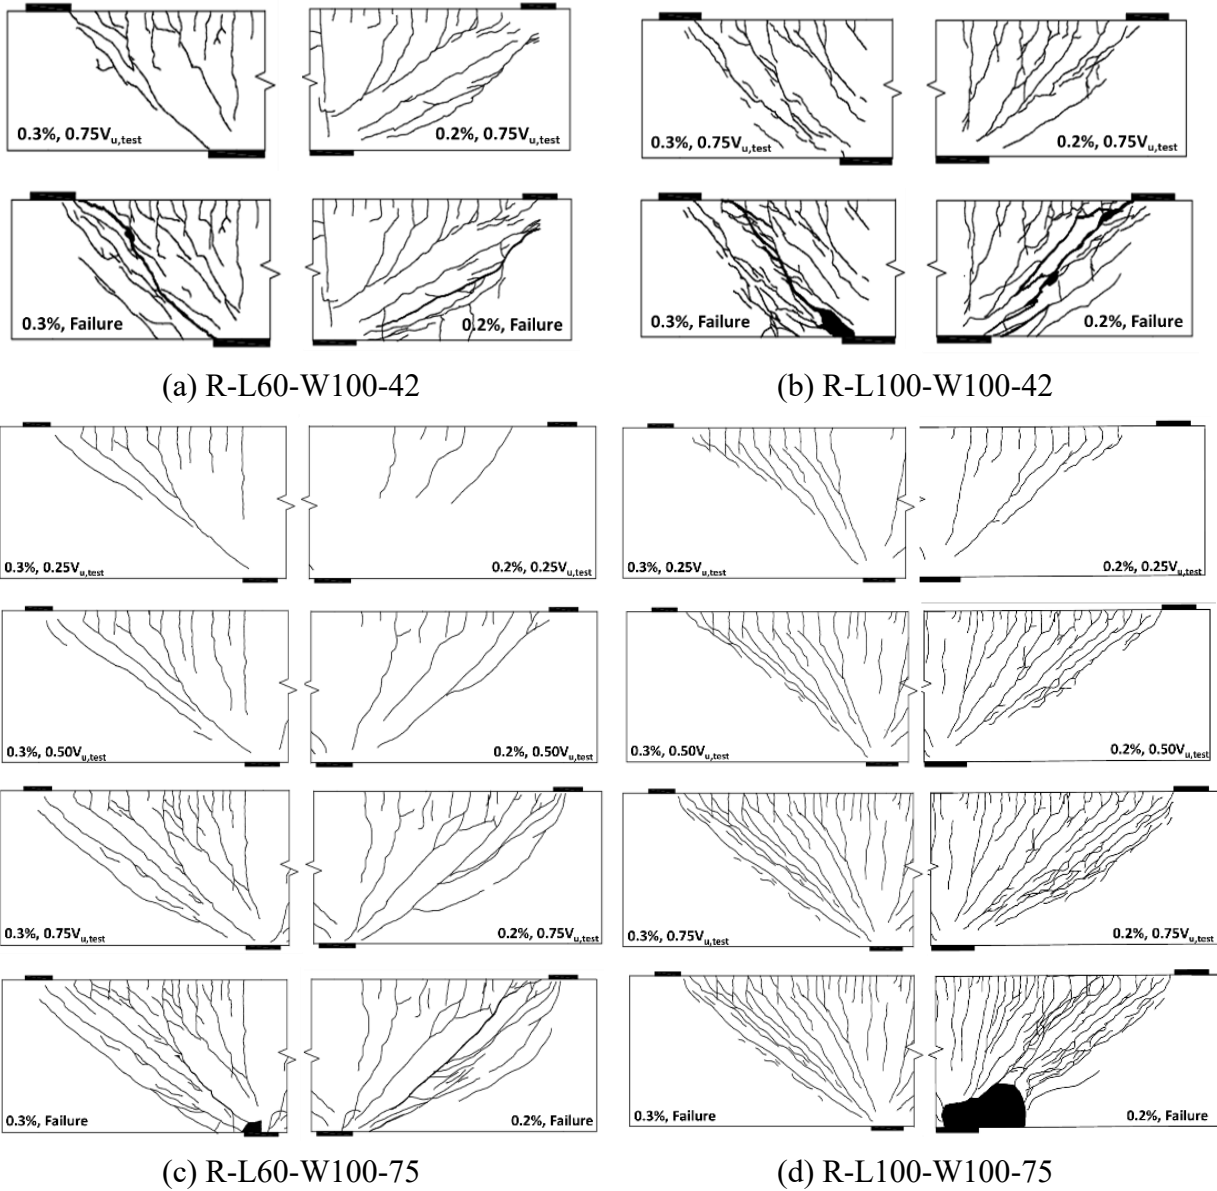 0.3%, 0.75Vu,test
0.2%, 0.75Vu,test
0.3%, 0.75Vu,test
0.2%, 0.75Vu,test
0.3%, Failure
0.2%, Failure
0.3%, Failure
0.2%, Failure
(a) R-L60-W100-42
(b) R-L100-W100-42
0.3%, 0.25Vu,test
0.2%, 0.25Vu,test
0.3%, 0.25Vu,test
0.2%, 0.25Vu,test
0.3%, 0.50Vu,test
0.2%, 0.50Vu,test
0.3%, 0.50Vu,test
0.2%, 0.50Vu,test
0.3%, 0.75Vu,test
0.2%, 0.75Vu,test
0.3%, 0.75Vu,test
0.2%, 0.75Vu,test
0.3%, Failure
0.2%, Failure
0.3%, Failure
0.2%, Failure
(c) R-L60-W100-75
(d) R-L100-W100-75